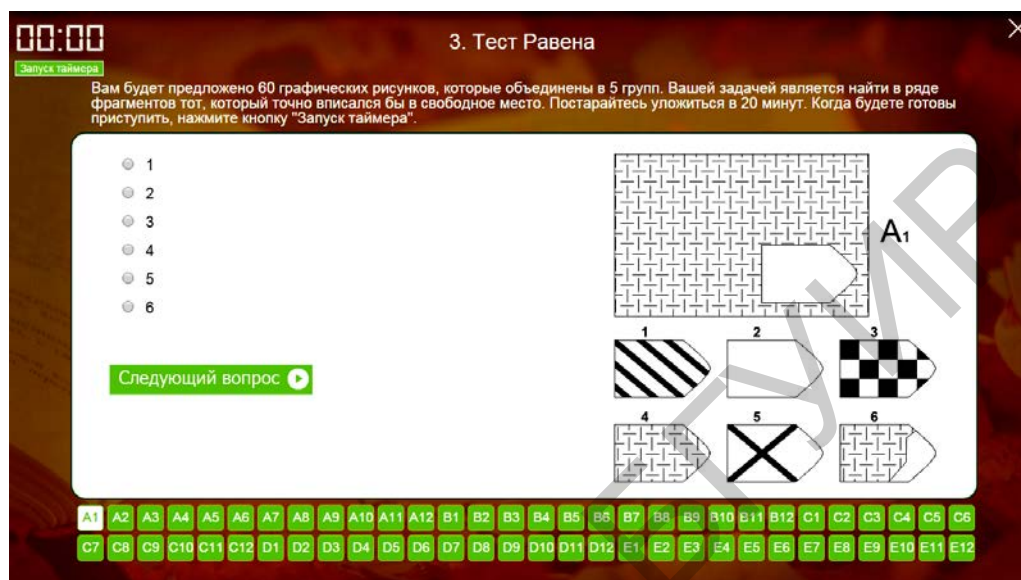 00:00
3. Тест Равена
Запуск таймера
Вам будет предложено 60 графических рисунков, которые объединены в 5 групп. Вашей задачей является найти в ряде
фрагментов тот, который точно вписался бы в свободное место. Постарайтесь уложиться в 20 минут. Когда будете готовы
приступить, нажмите кнопку "Запуск таймера".
1
2
3
4
5
6
Следующий вопрос
A1
1 2 3
4 5 6
A1 A2 A3 A4 A5 A6 A7 A8 A9 A10 A11 A12 B1 B2 B3 B4 B5 B6 B7 B8 B9 B10 B11 B12 C1 C2 C3 C4 C5 C6
C7 C8 C9 C10 C11 C12 D1 D2 D3 D4 D5 D6 D7 D8 D9 D10 D11 D12 E1 E2 E3 E4 E5 E6 E7 E8 E9 E10 E11 E12